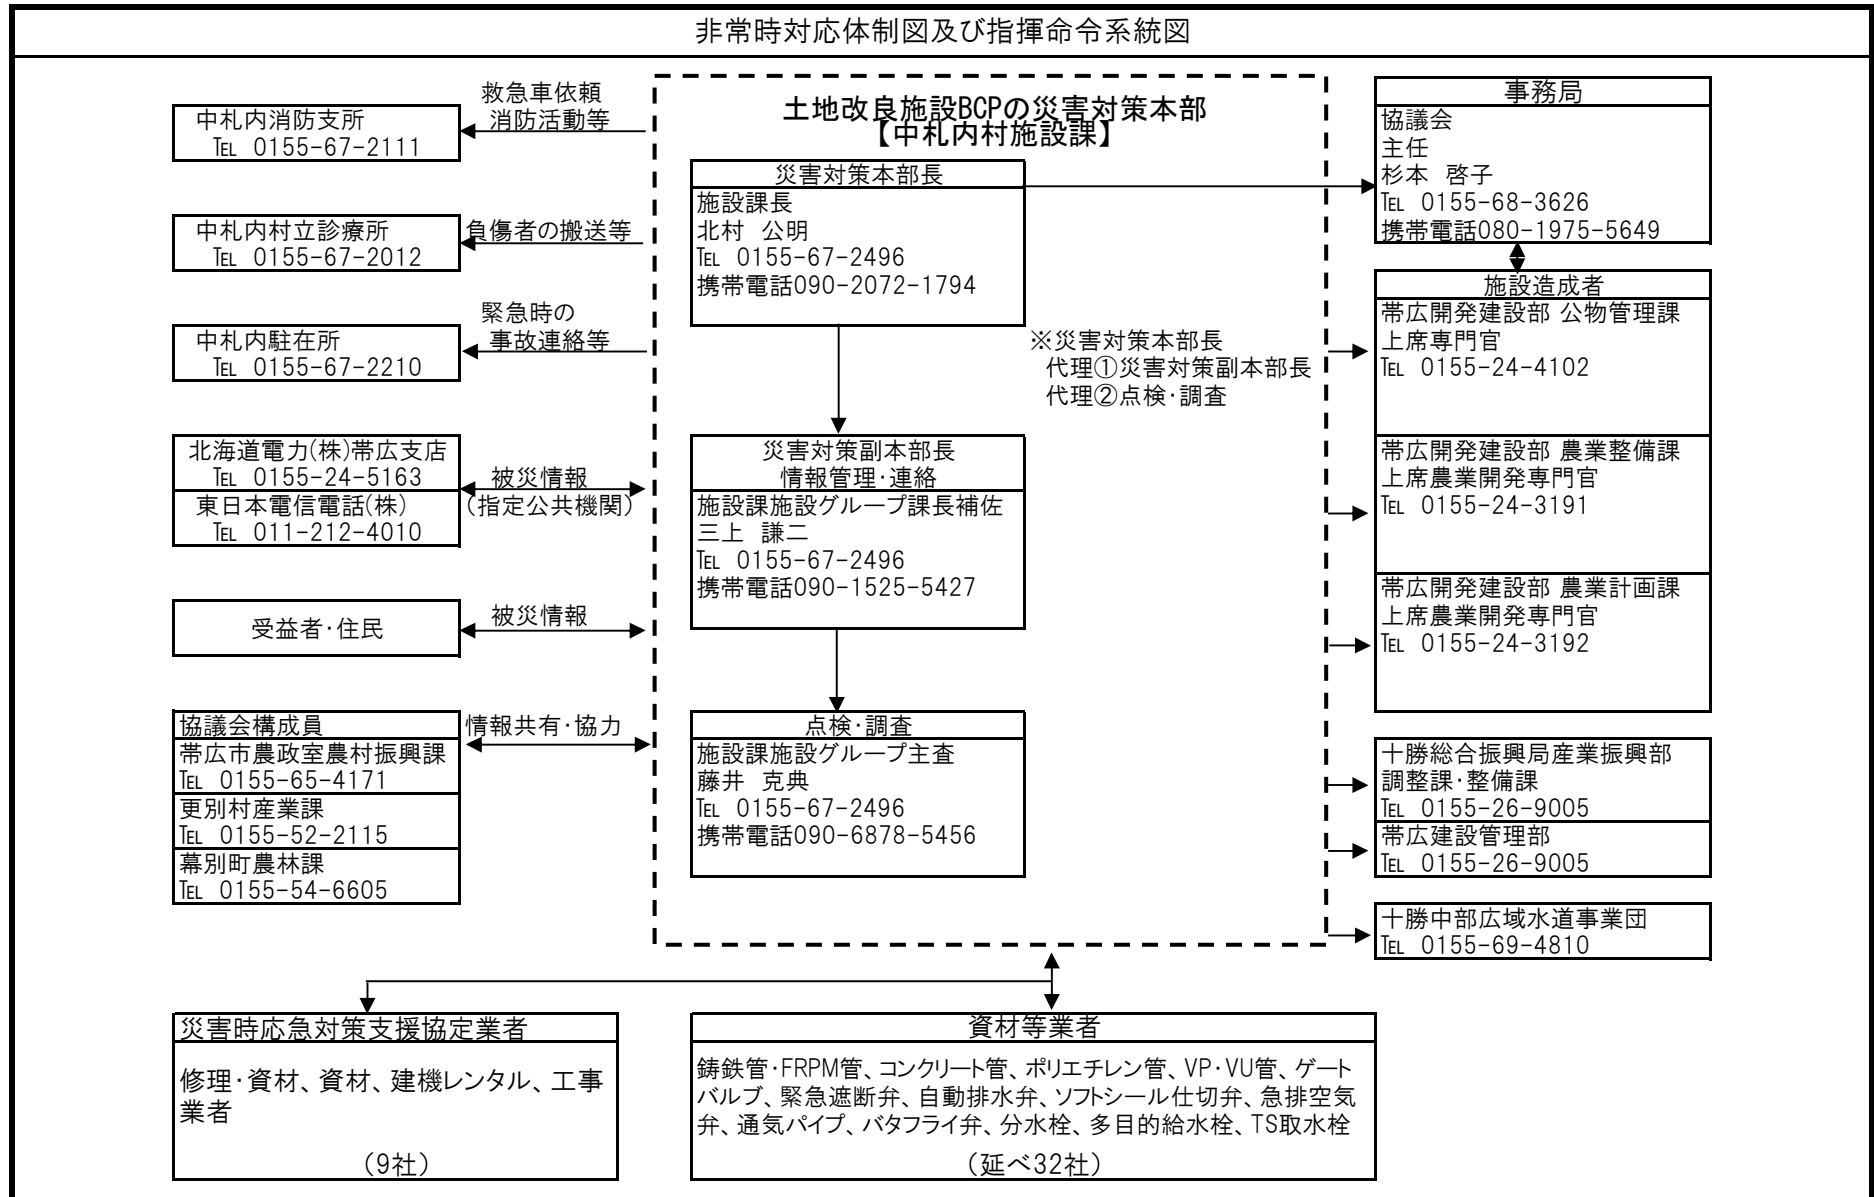 非常時対応体制図及び指揮命令系統図
救急車依頼
消防活動等
中札内消防支所
℡ 0155-67-2111
負傷者の搬送等
中札内村立診療所
℡ 0155-67-2012
緊急時の
事故連絡等
中札内駐在所
℡ 0155-67-2210
北海道電力(株)帯広支店
℡ 0155-24-5163
東日本電信電話(株)
℡ 011-212-4010
被災情報
(指定公共機関)
受益者・住民
被災情報
協議会構成員
帯広市農政室農村振興課
℡ 0155-65-4171
更別村産業課
℡ 0155-52-2115
幕別町農林課
℡ 0155-54-6605
情報共有・協力
土地改良施設BCPの災害対策本部
【中札内村施設課】
災害対策本部長
施設課長
北村 公明
℡ 0155-67-2496
携帯電話090-2072-1794
※災害対策本部長
代理①災害対策副本部長
代理②点検・調査
災害対策副本部長
情報管理・連絡
施設課施設グループ課長補佐
三上 謙二
℡ 0155-67-2496
携帯電話090-1525-5427
点検・調査
施設課施設グループ主査
藤井 克典
℡ 0155-67-2496
携帯電話090-6878-5456
事務局
協議会
主任
杉本 啓子
℡ 0155-68-3626
携帯電話080-1975-5649
施設造成者
帯広開発建設部 公物管理課
上席専門官
℡ 0155-24-4102
帯広開発建設部 農業整備課
上席農業開発専門官
℡ 0155-24-3191
帯広開発建設部 農業計画課
上席農業開発専門官
℡ 0155-24-3192
十勝総合振興局産業振興部
調整課・整備課
℡ 0155-26-9005
帯広建設管理部
℡ 0155-26-9005
十勝中部広域水道事業団
℡ 0155-69-4810
災害時応急対策支援協定業者
修理・資材、資材、建機レンタル、工事
業者
(9社)
資材等業者
鋳鉄管・FRPM管、コンクリート管、ポリエチレン管、VP・VU管、ゲート
バルブ、緊急遮断弁、自動排水弁、ソフトシール仕切弁、急排空気
弁、通気パイプ、バタフライ弁、分水栓、多目的給水栓、TS取水栓
(延べ32社)